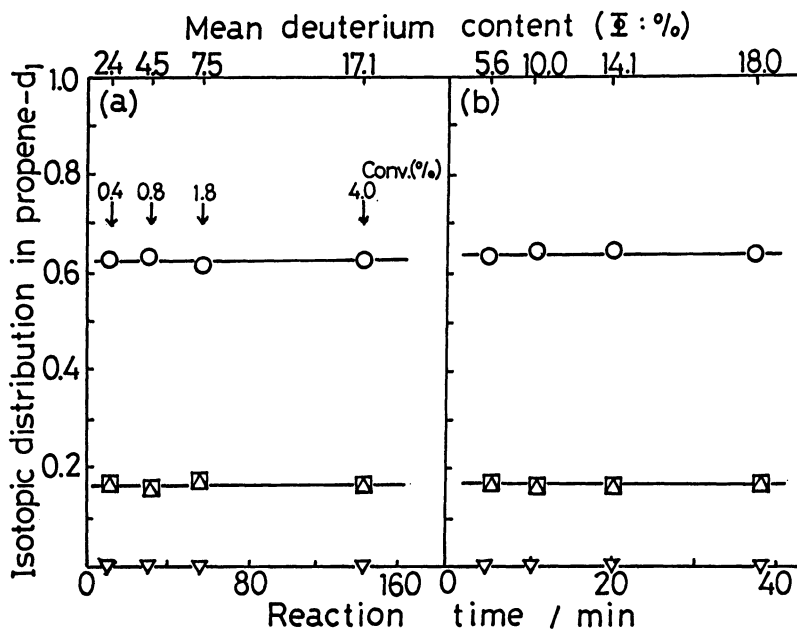 Mean deuterium content (Φ : %)
2.4 4.5 7.5 17.1 5.6 10.0 14.1 18.0
1.0
(a) (b)
Conv.(%)
0.4 0.8 1.8 4.0
0.8
0.6
0.4
0.2
0 80 160 0 20 40
Reaction time / min
Isotopic distribution in propene-d₁